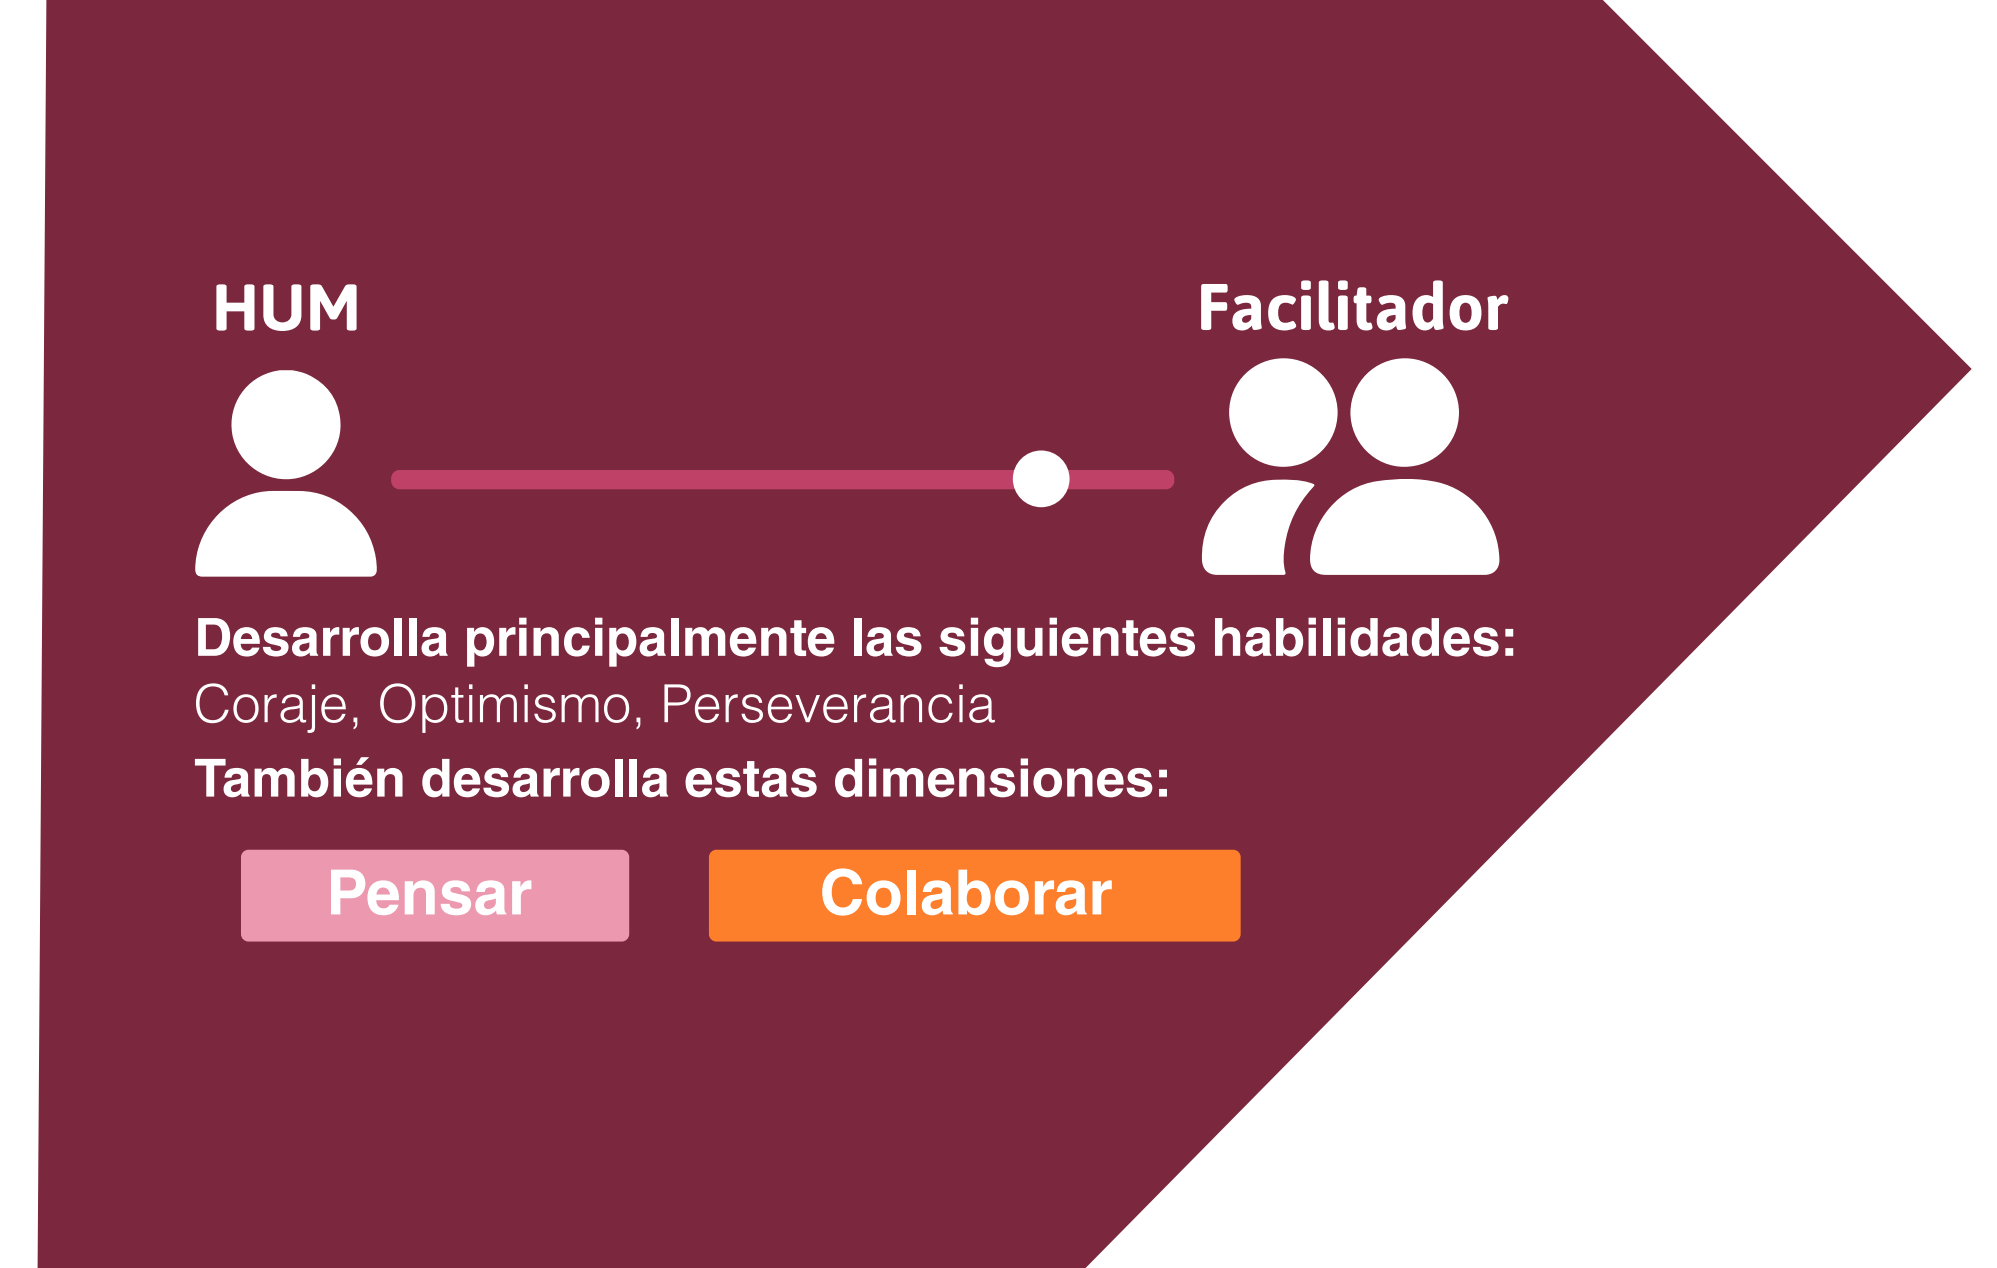 HUM
Facilitador
Desarrolla principalmente las siguientes habilidades:
Coraje, Optimismo, Perseverancia
También desarrolla estas dimensiones:
Pensar
Colaborar